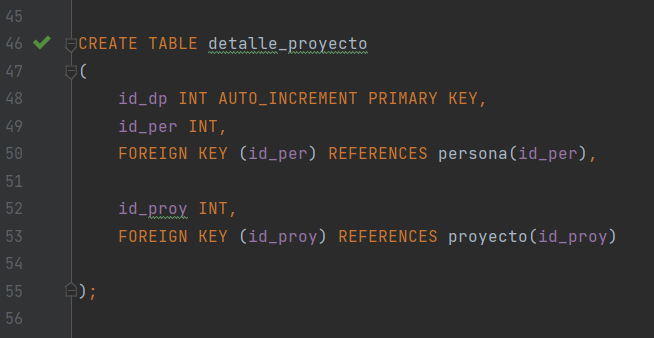 45
46 CREATE TABLE detalle_proyecto
47 (
48 id_dp INT AUTO_INCREMENT PRIMARY KEY,
49 id_per INT,
50 FOREIGN KEY (id_per) REFERENCES persona(id_per),
51
52 id_proy INT,
53 FOREIGN KEY (id_proy) REFERENCES proyecto(id_proy)
54
55 );
56